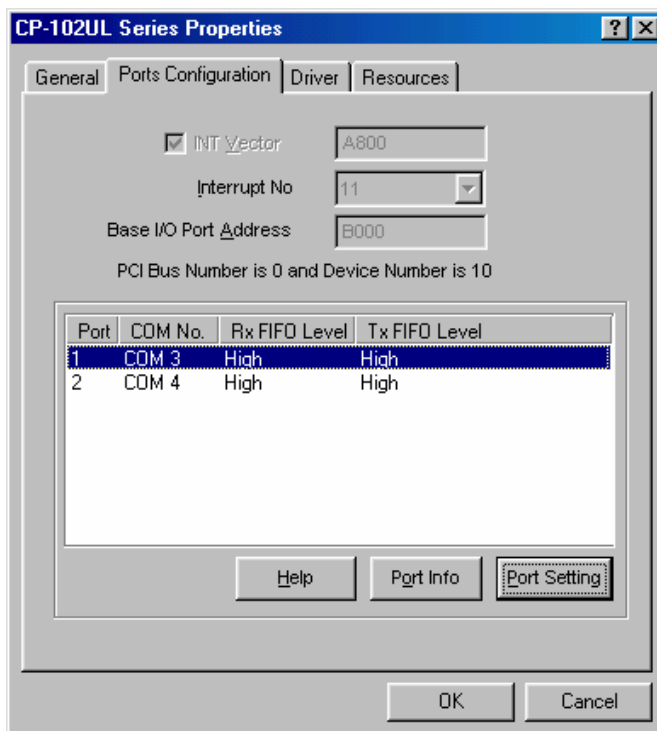 CP-102UL Series Properties
General Ports Configuration Driver Resources
INT Vector A800
Interrupt No 11
Base I/O Port Address B000
PCI Bus Number is 0 and Device Number is 10
Port COM No. Rx FIFO Level Tx FIFO Level
1 COM 3 High High
2 COM 4 High High
Help Port Info Port Setting
OK Cancel